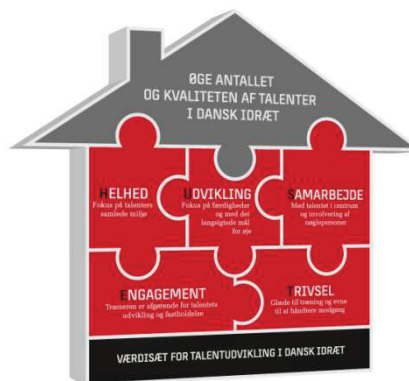 ØGE ANTALLET
OG KVALITETEN AF TALENTER
I DANSK IDRÆT
HELHED
Fokus på talenters
samlede miljø
UDVIKLING
Fokus på færdigheder
og med det
langsigtede mål
for øje
SAMARBEJDE
Med talentet i centrum
og involvering af
nøglepersoner
ENGAGEMENT
Træneren er afgørende for talentets
udvikling og fastholdelse
TRIVSEL
Glæde til træning og evne
til at håndtere modgang
VÆRDISÆT FOR TALENTUDVIKLING I DANSK IDRÆT